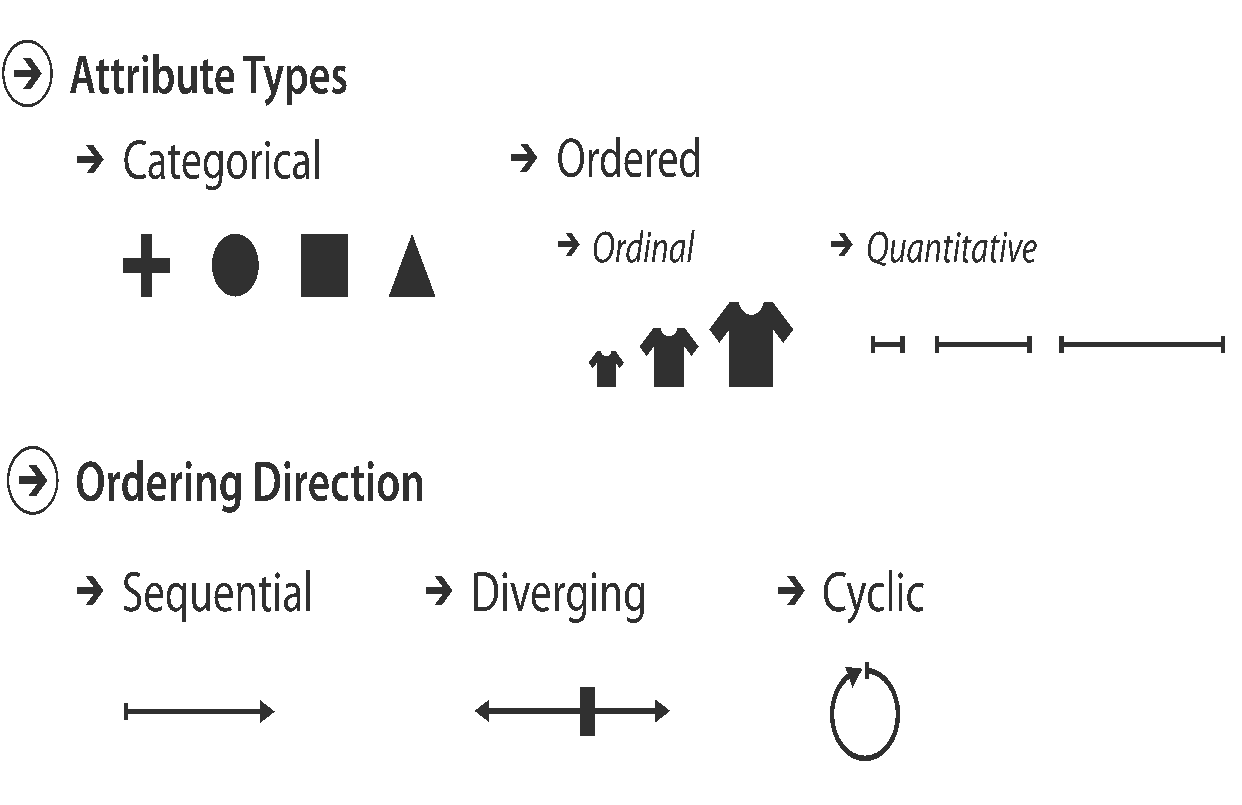 Attribute Types
Categorical
Ordered
Ordinal
Quantitative
Ordering Direction
Sequential
Diverging
Cyclic